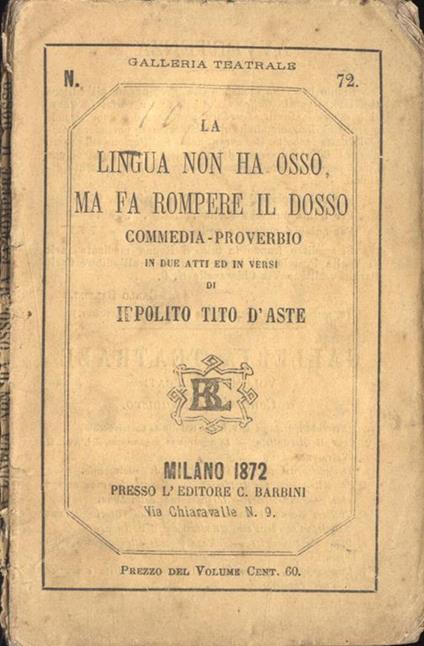 GALLERIA TEATRALE
N. 72.
LA
LINGUA NON HA OSSO,
MA FA ROMPERE IL DOSSO
COMMEDIA-PROVERBIO
IN DUE ATTI ED IN VERSI
DI
IPPOLITO TITO D'ASTE
MILANO 1872
PRESSO L'EDITORE C. BARBINI
Via Chiaravalle N. 9.
PREZZO DEL VOLUME CENT. 60.